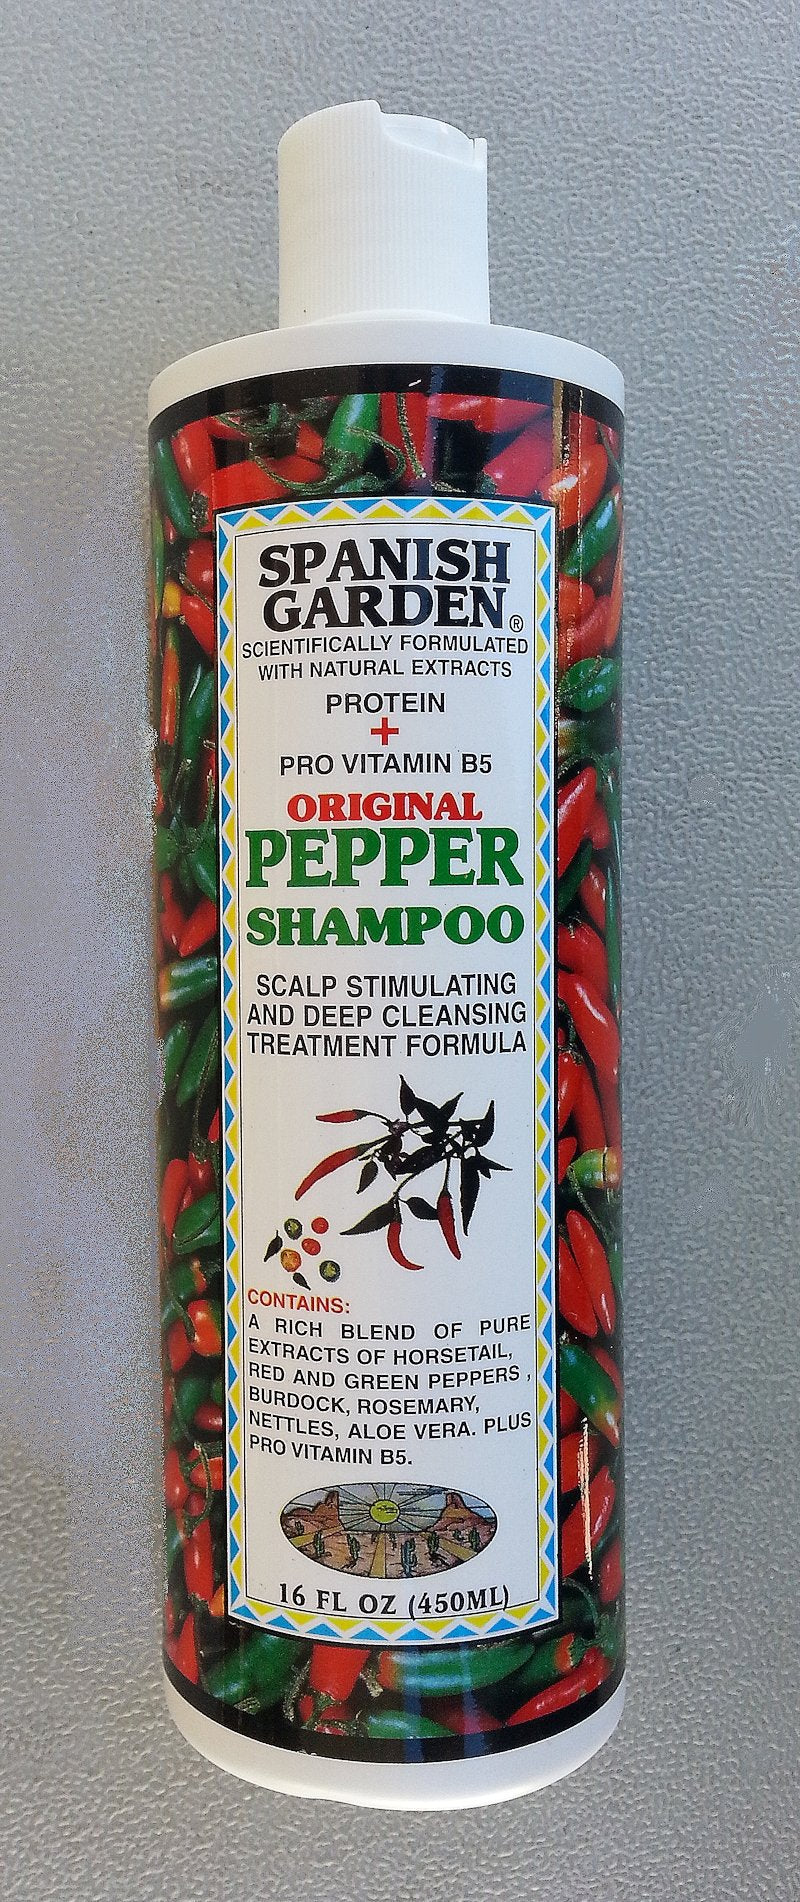 SPANISH
GARDEN®
SCIENTIFICALLY FORMULATED
WITH NATURAL EXTRACTS
PROTEIN
+
PRO VITAMIN B5
ORIGINAL
PEPPER
SHAMPOO
SCALP STIMULATING
AND DEEP CLEANSING
TREATMENT FORMULA
CONTAINS:
A RICH BLEND OF PURE
EXTRACTS OF HORSETAIL,
RED AND GREEN PEPPERS ,
BURDOCK, ROSEMARY,
NETTLES, ALOE VERA. PLUS
PRO VITAMIN B5.
16 FL OZ (450ML)